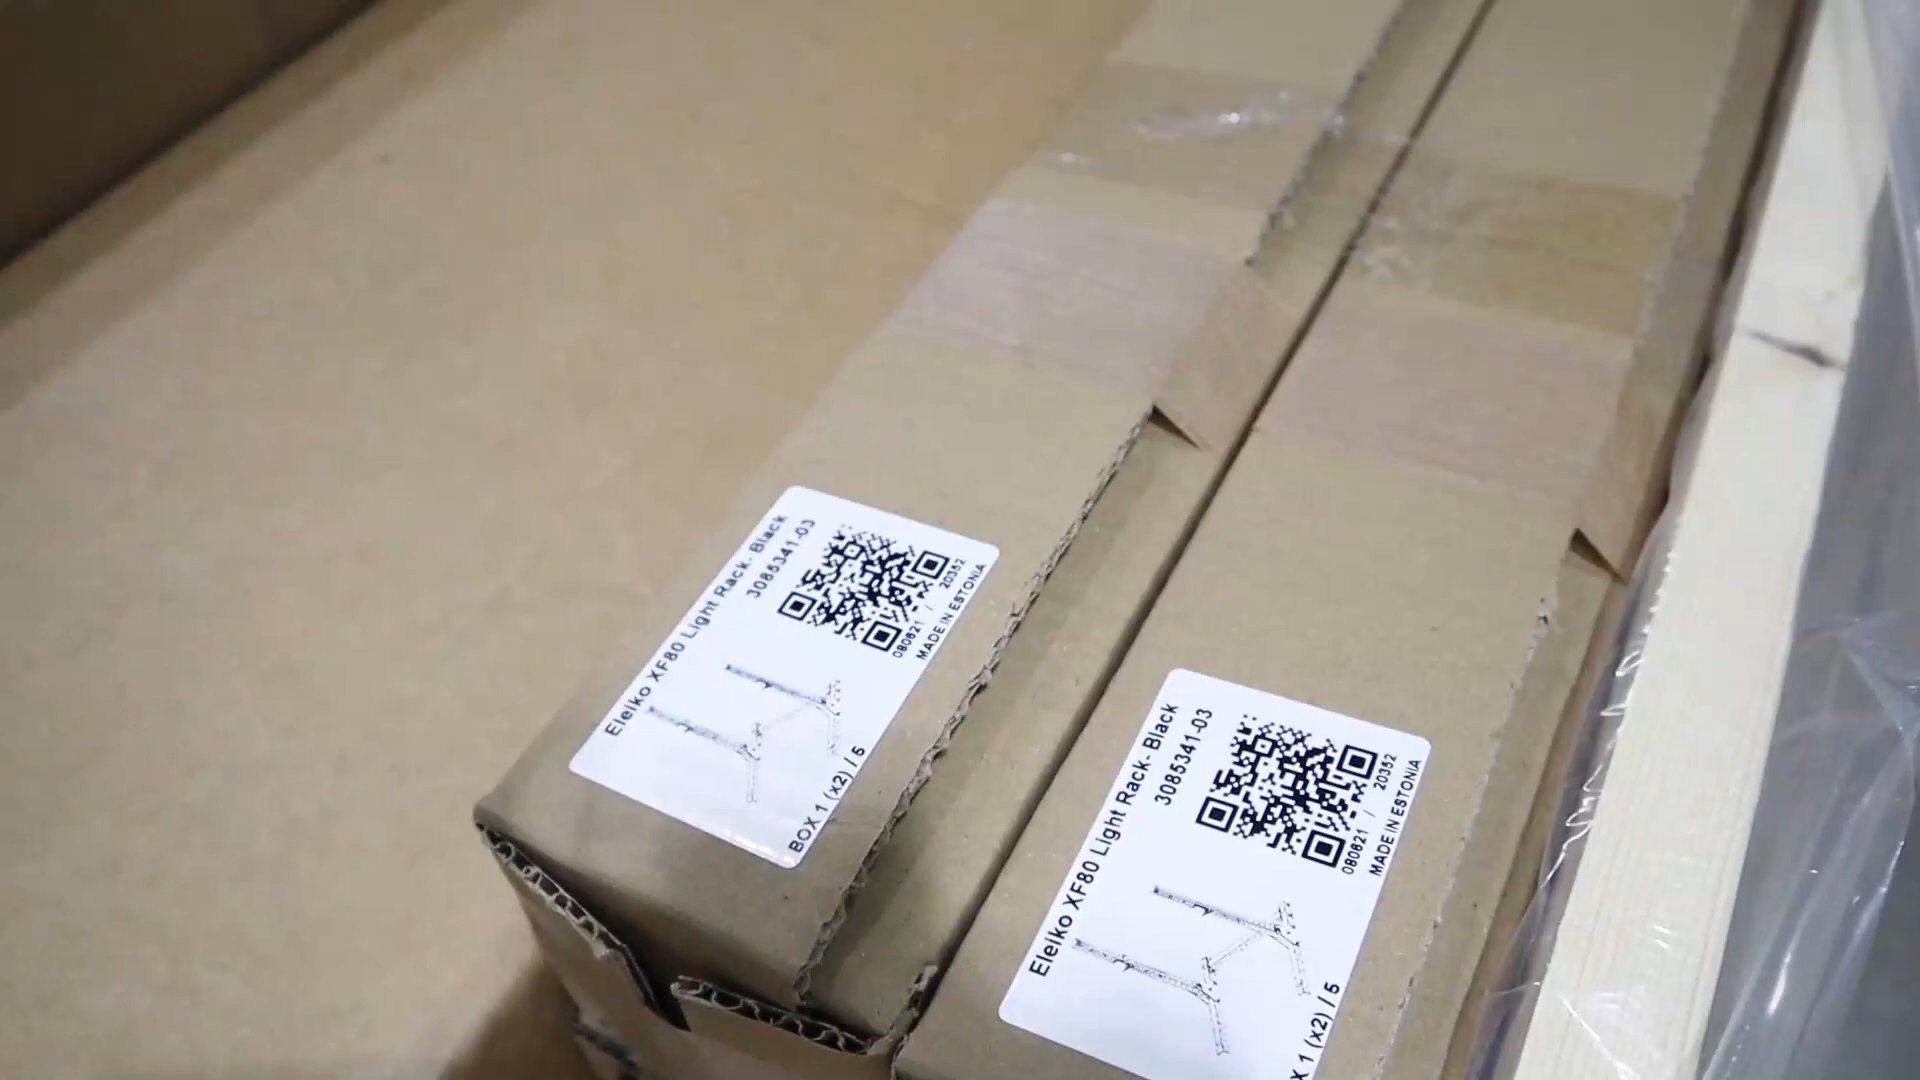 Eleiko XF80 Light Rack- Black
3085341-03
080821 / 20352
MADE IN ESTONIA
BOX 1 (x2) / 5
Eleiko XF80 Light Rack- Black
3085341-03
080821 / 20352
MADE IN ESTONIA
X 1 (x2) / 5